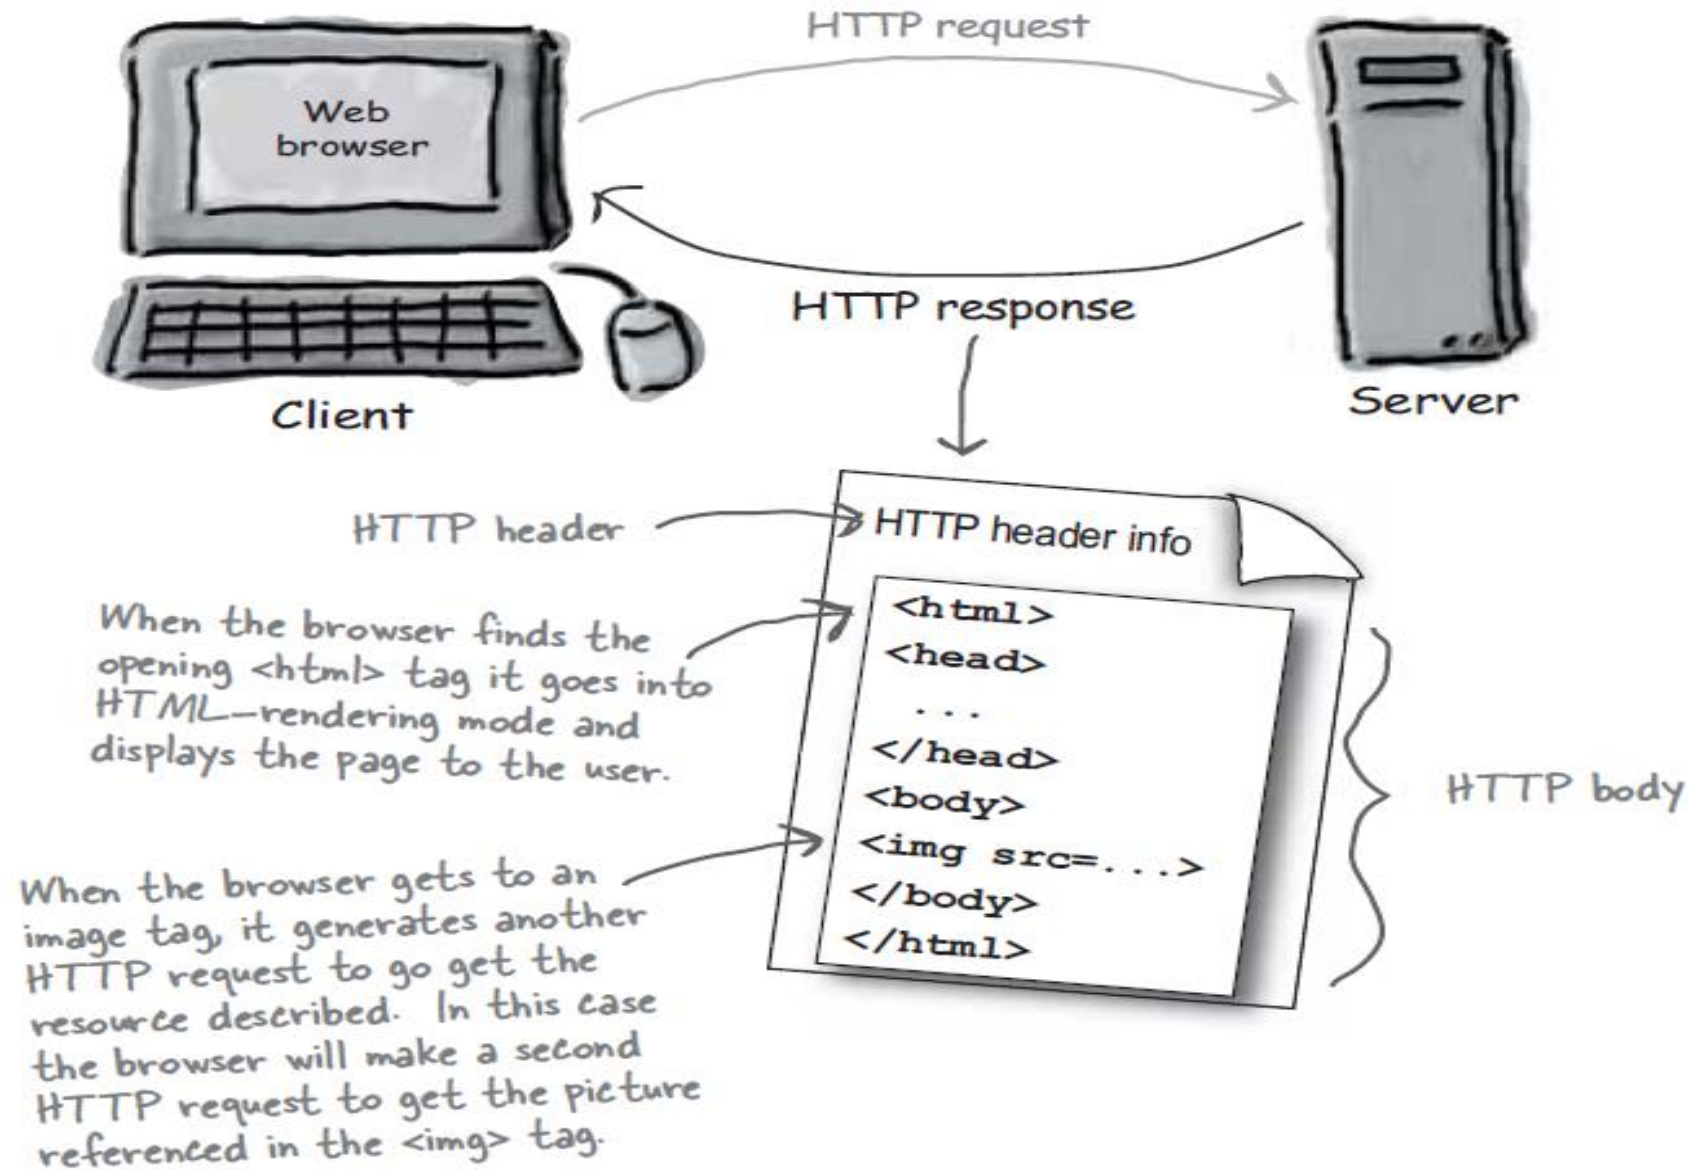 HTTP request
Web
browser
HTTP response
Client
Server
HTTP header
HTTP header info
When the browser finds the
opening <html> tag it goes into
HTML-rendering mode and
displays the page to the user.
<html>
<head>
...
</head>
<body>
<img src=...>
</body>
</html>
HTTP body
When the browser gets to an
image tag, it generates another
HTTP request to go get the
resource described. In this case
the browser will make a second
HTTP request to get the picture
referenced in the <img> tag.